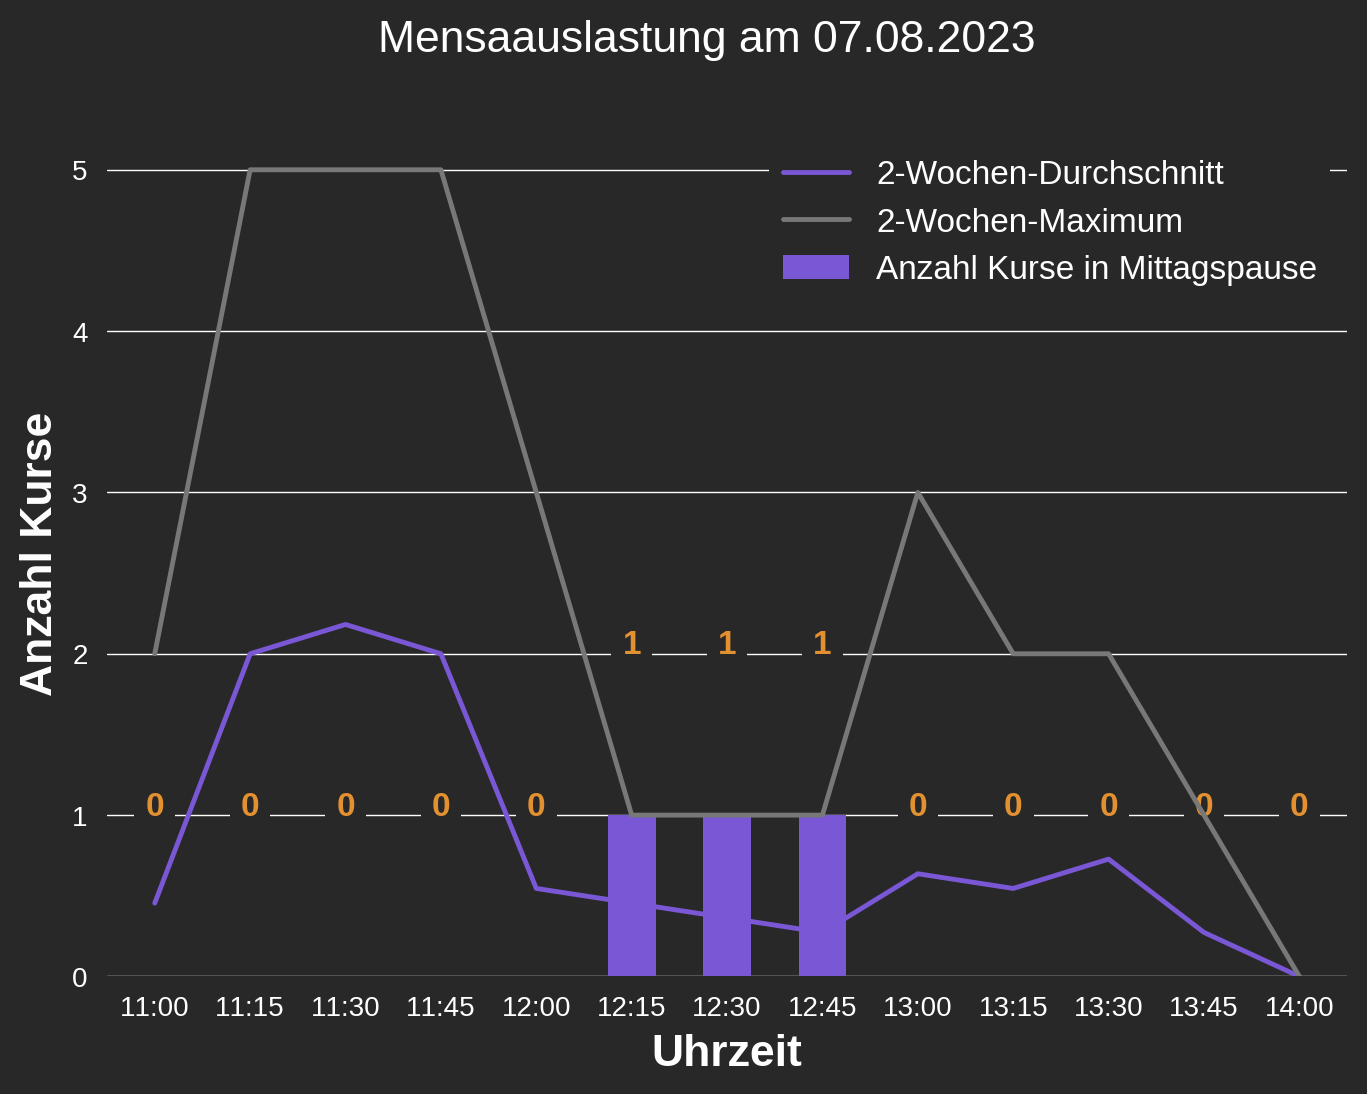 Mensaauslastung am 07.08.2023
2-Wochen-Durchschnitt
2-Wochen-Maximum
Anzahl Kurse in Mittagspause
Anzahl Kurse
5
4
3
2
1
0
1 1 1
0 0 0 0 0 0 0 0 0 0
11:00 11:15 11:30 11:45 12:00 12:15 12:30 12:45 13:00 13:15 13:30 13:45 14:00
Uhrzeit